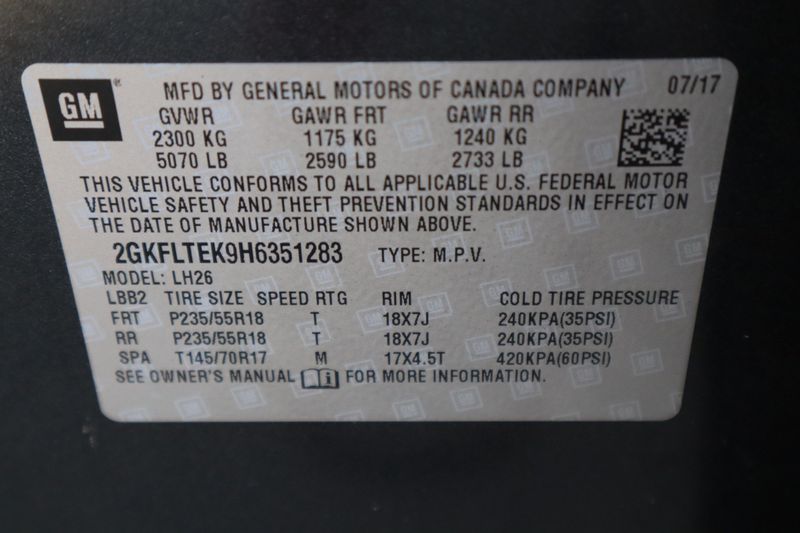 GM
MFD BY GENERAL MOTORS OF CANADA COMPANY 07/17
GVWR GAWR FRT GAWR RR
2300 KG 1175 KG 1240 KG
5070 LB 2590 LB 2733 LB
THIS VEHICLE CONFORMS TO ALL APPLICABLE U.S. FEDERAL MOTOR
VEHICLE SAFETY AND THEFT PREVENTION STANDARDS IN EFFECT ON
THE DATE OF MANUFACTURE SHOWN ABOVE.
2GKFLTEK9H6351283 TYPE: M.P.V.
MODEL: LH26
LBB2 TIRE SIZE SPEED RTG RIM COLD TIRE PRESSURE
FRT P235/55R18 T 18X7J 240KPA(35PSI)
RR P235/55R18 T 18X7J 240KPA(35PSI)
SPA T145/70R17 M 17X4.5T 420KPA(60PSI)
SEE OWNER'S MANUAL FOR MORE INFORMATION.